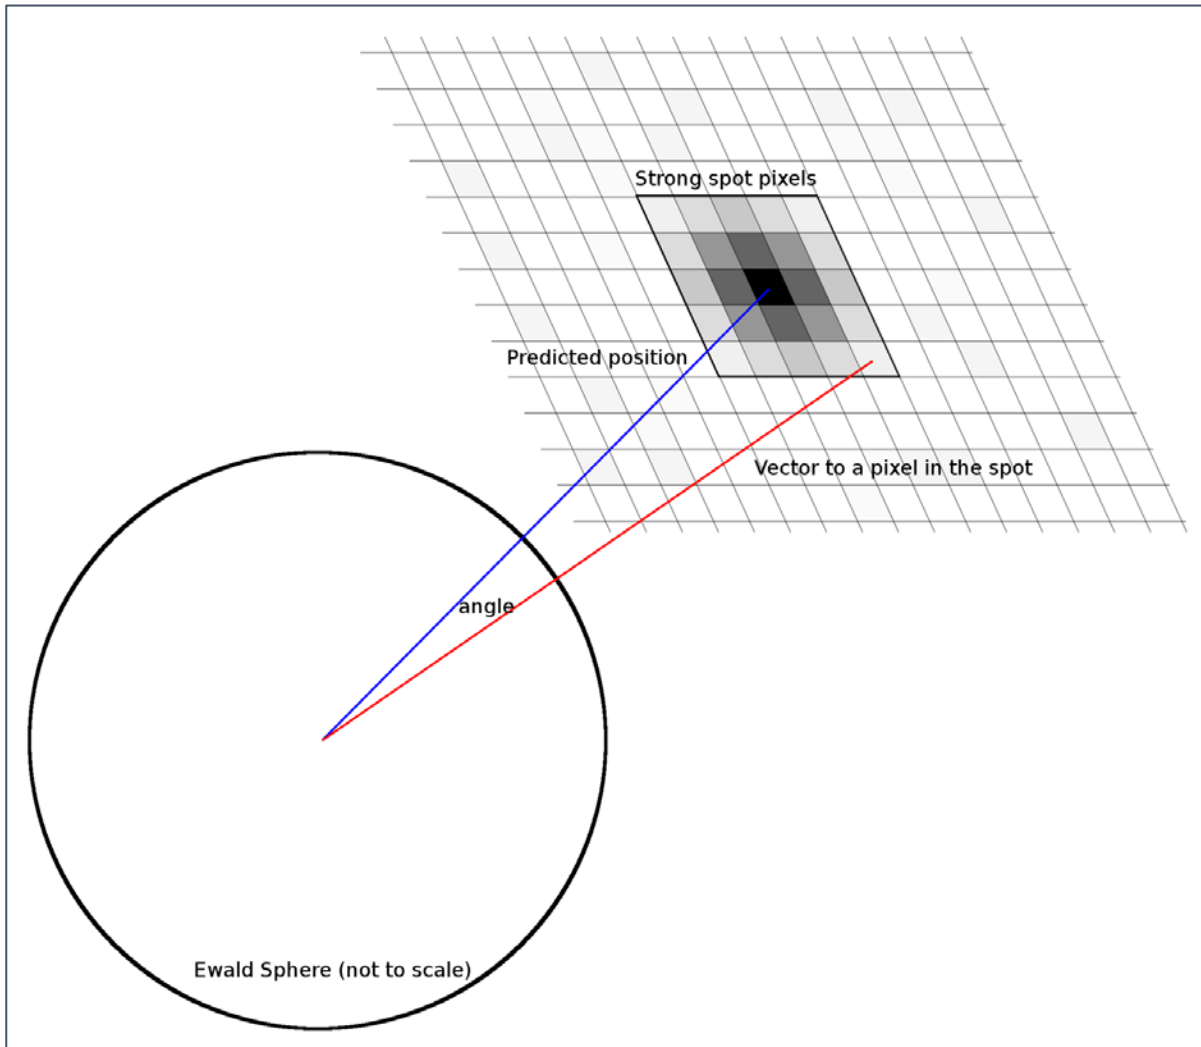 Strong spot pixels
Predicted position
Vector to a pixel in the spot
angle
Ewald Sphere (not to scale)